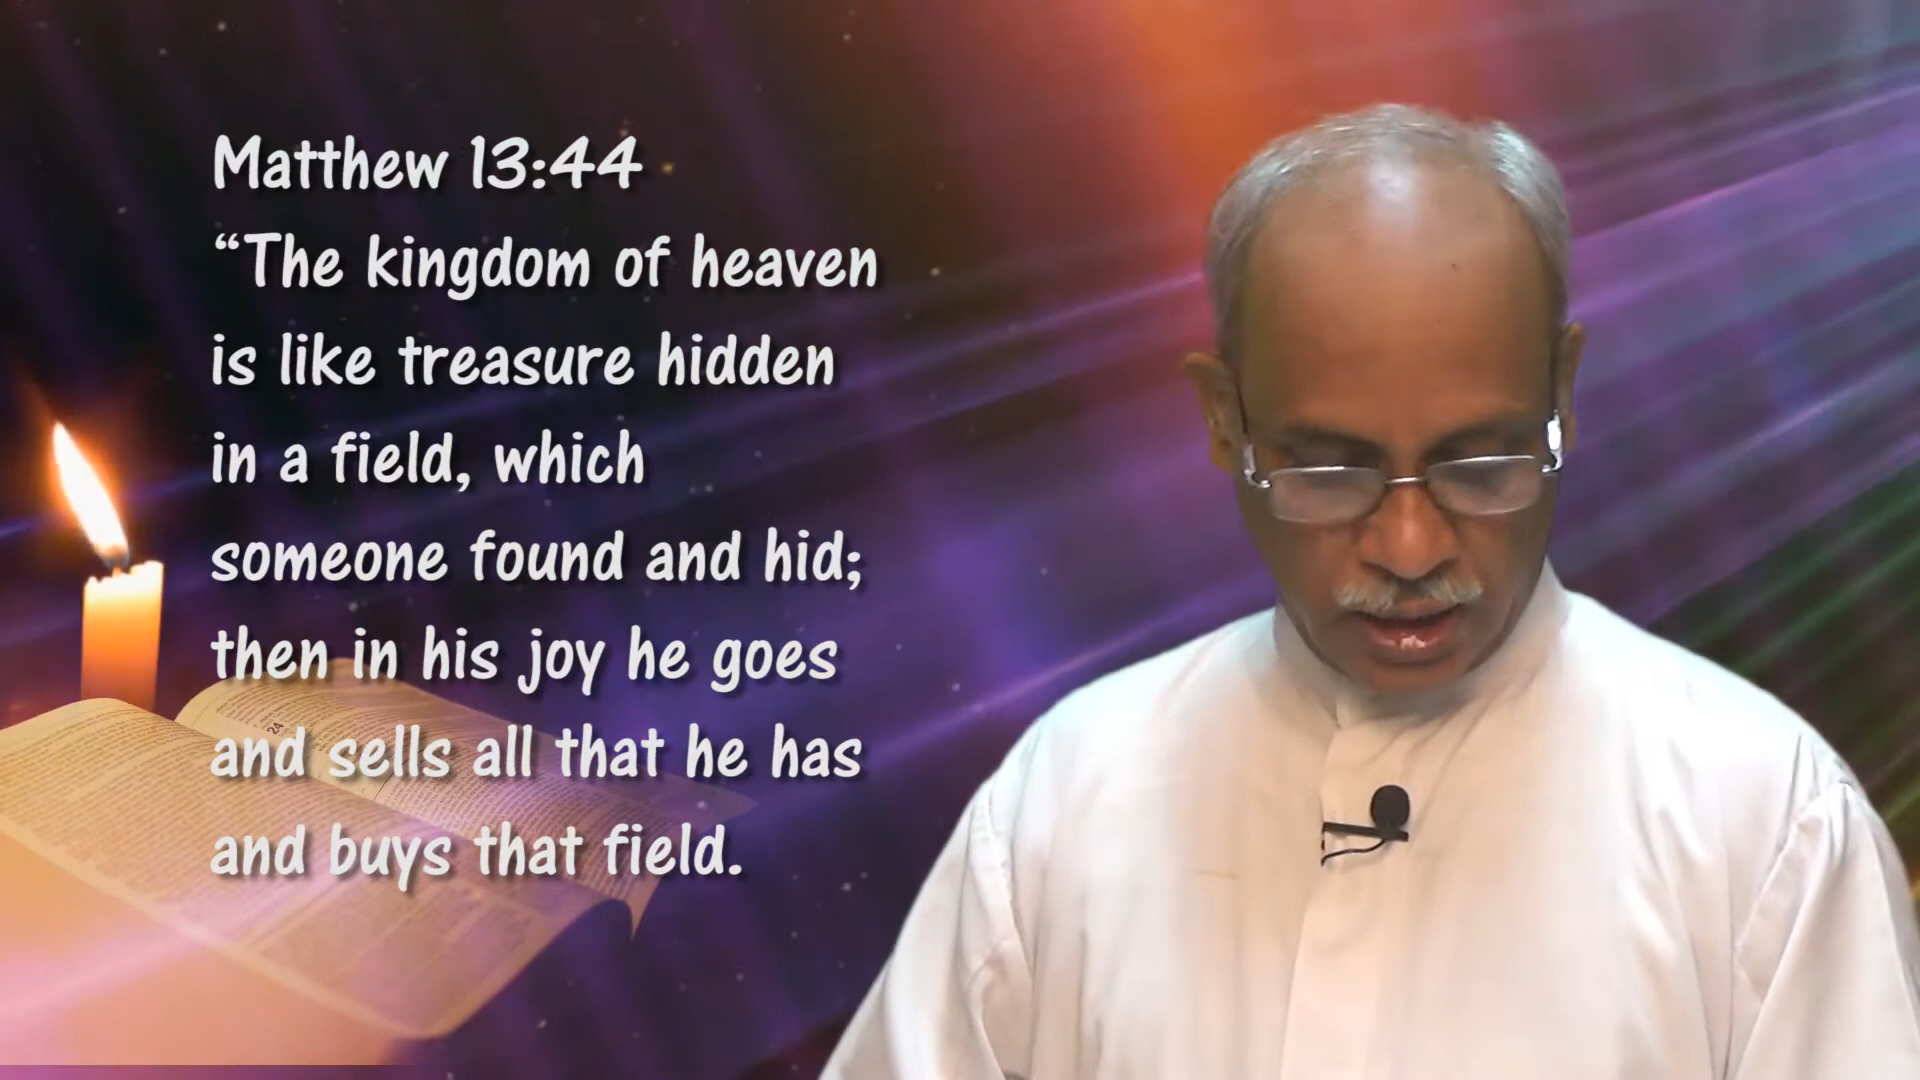 Matthew 13:44
“The kingdom of heaven
is like treasure hidden
in a field, which
someone found and hid;
then in his joy he goes
and sells all that he has
and buys that field.
24